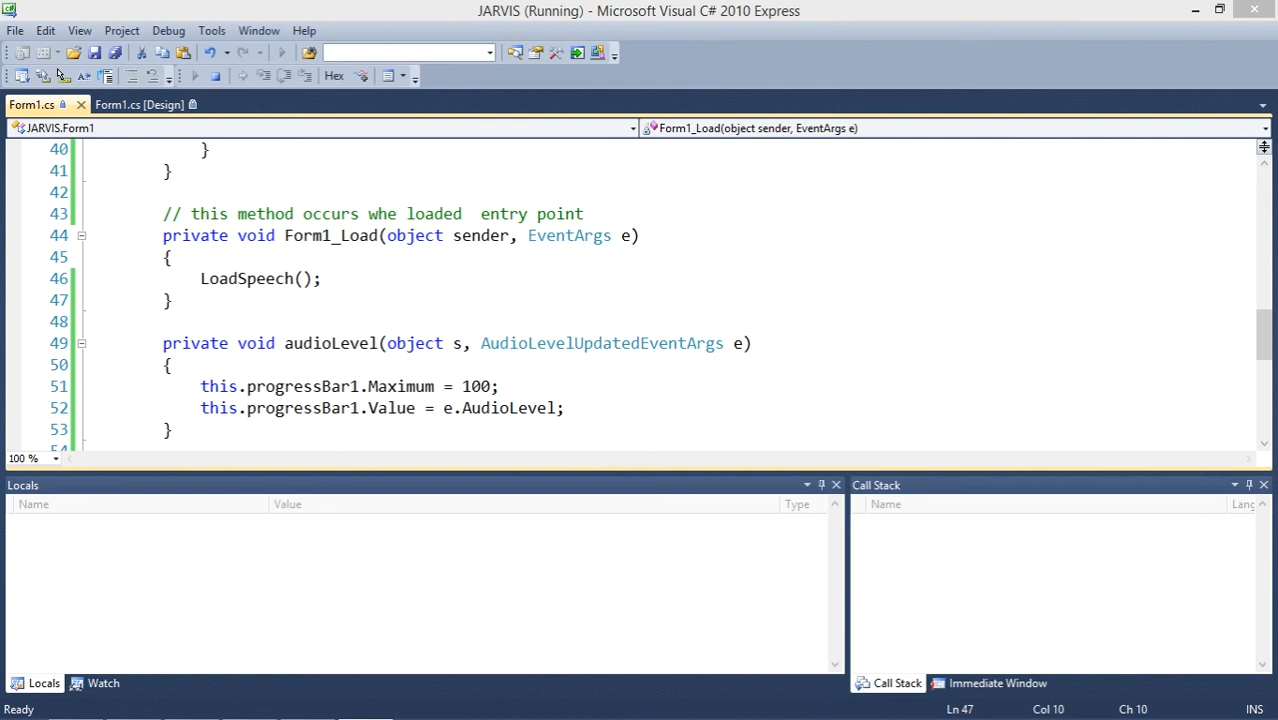 JARVIS (Running) - Microsoft Visual C# 2010 Express
File Edit View Project Debug Tools Window Help
Hex
Form1.cs Form1.cs [Design]
JARVIS.Form1 Form1_Load(object sender, EventArgs e)
40 }
41 }
42
43 // this method occurs whe loaded  entry point
44 private void Form1_Load(object sender, EventArgs e)
45 {
46 LoadSpeech();
47 }
48
49 private void audioLevel(object s, AudioLevelUpdatedEventArgs e)
50 {
51 this.progressBar1.Maximum = 100;
52 this.progressBar1.Value = e.AudioLevel;
53 }
54
100 %
Locals Call Stack
Name Value Type Name Lang
Locals Watch Call Stack Immediate Window
Ready Ln 47 Col 10 Ch 10 INS